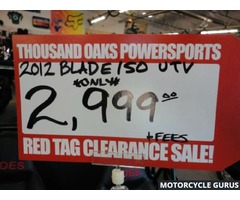 THOUSAND OAKS POWERSPORTS
2012 BLADE 150 UTV
*ONLY*
2,999.00
+ FEES
RED TAG CLEARANCE SALE!
MOTORCYCLE GURUS